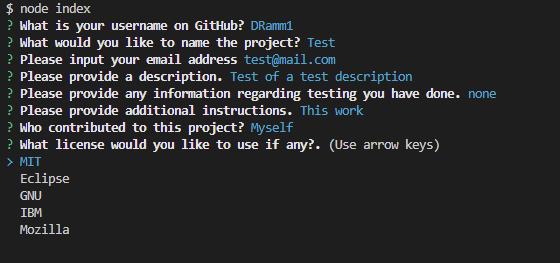 $ node index
? What is your username on GitHub? DRamm1
? What would you like to name the project? Test
? Please input your email address test@mail.com
? Please provide a description. Test of a test description
? Please provide any information regarding testing you have done. none
? Please provide additional instructions. This work
? Who contributed to this project? Myself
? What license would you like to use if any?. (Use arrow keys)
> MIT
Eclipse
GNU
IBM
Mozilla